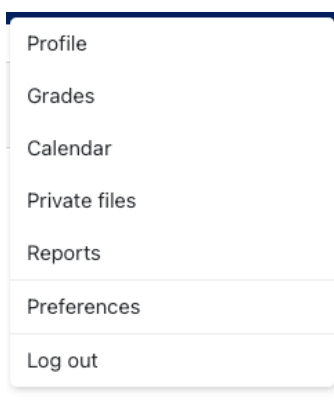 Profile
Grades
Calendar
Private files
Reports
Preferences
Log out